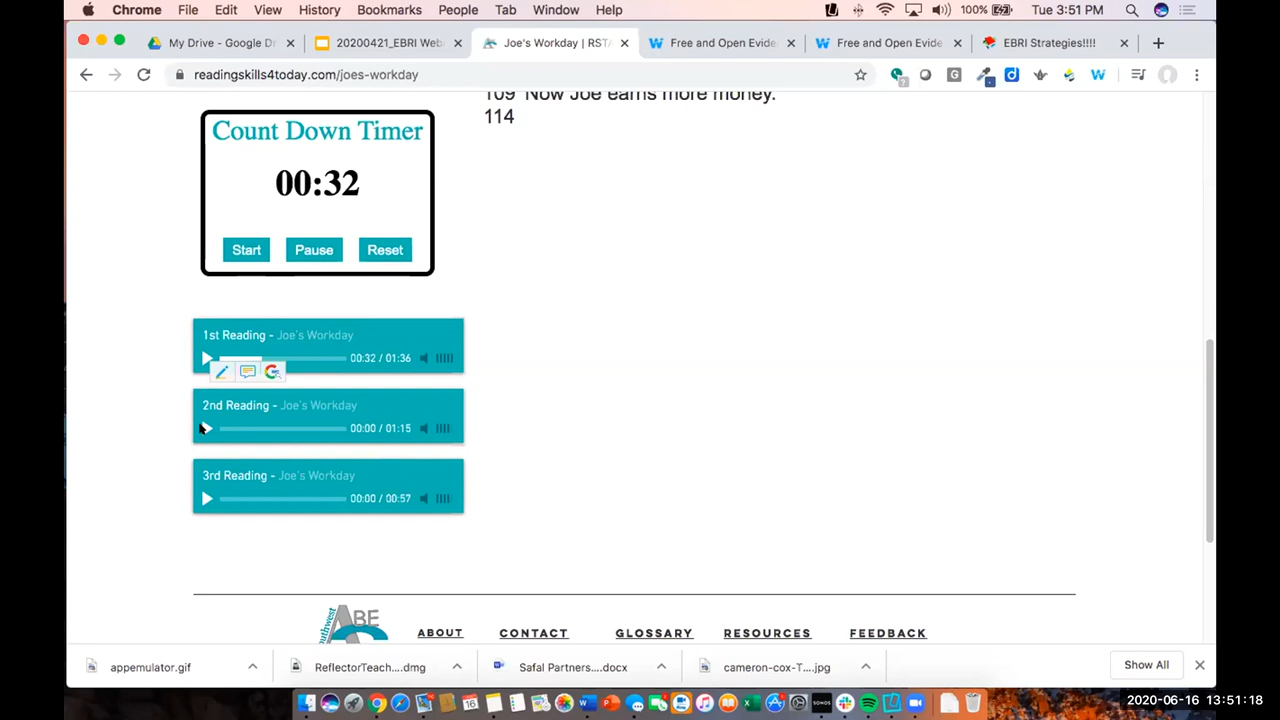 Chrome File Edit View History Bookmarks People Tab Window Help 100% Tue 3:51 PM
My Drive - Google Dr
20200421_EBRI Web
Joe's Workday | RSTA
Free and Open Evide
Free and Open Evide
EBRI Strategies!!!!
readingskills4today.com/joes-workday
109 Now Joe earns more money.
114
Count Down Timer
00:32
Start Pause Reset
1st Reading - Joe's Workday
00:32 / 01:36
2nd Reading - Joe's Workday
00:00 / 01:15
3rd Reading - Joe's Workday
00:00 / 00:57
ABE
ABOUT CONTACT GLOSSARY RESOURCES FEEDBACK
appemulator.gif
ReflectorTeach....dmg
Safal Partners....docx
cameron-cox-T....jpg
Show All
2020-06-16 13:51:18